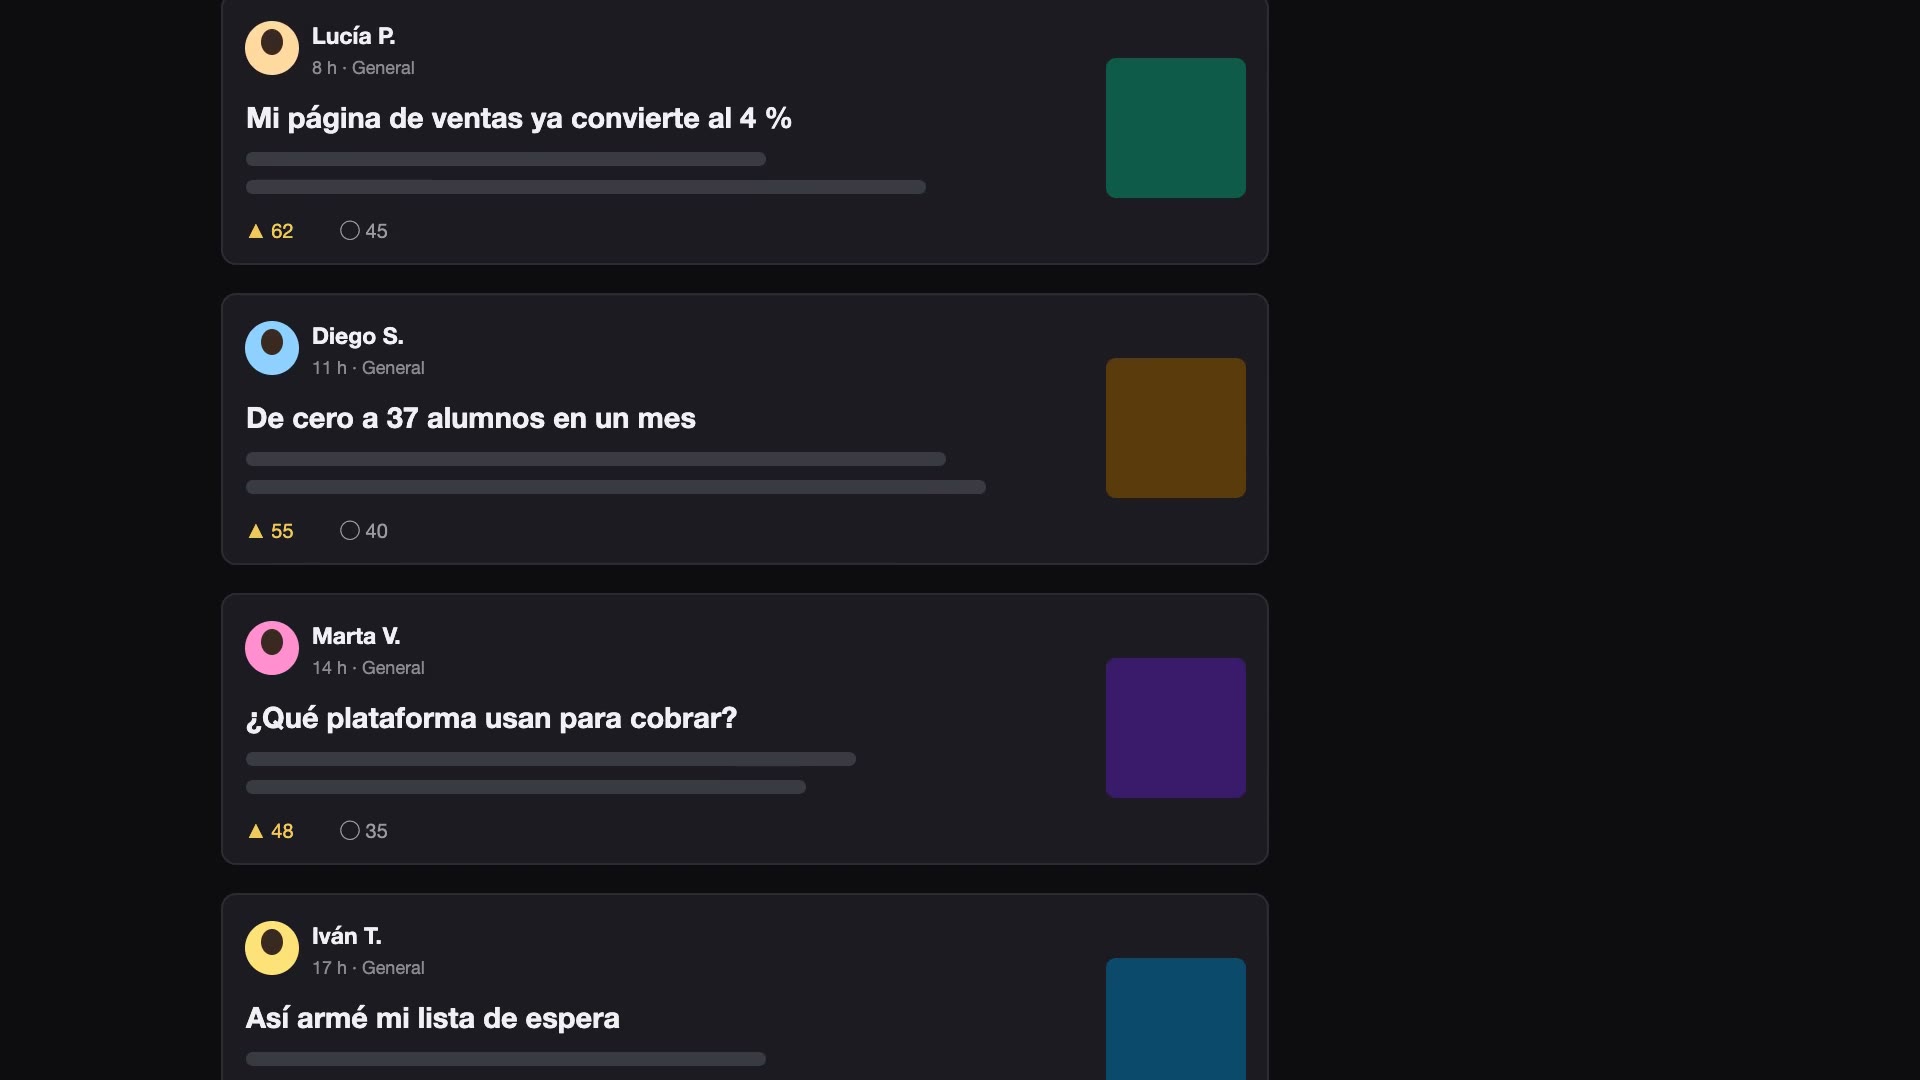 Lucía P.
8 h · General
Mi página de ventas ya convierte al 4 %
▲ 62 ◯ 45
Diego S.
11 h · General
De cero a 37 alumnos en un mes
▲ 55 ◯ 40
Marta V.
14 h · General
¿Qué plataforma usan para cobrar?
▲ 48 ◯ 35
Iván T.
17 h · General
Así armé mi lista de espera